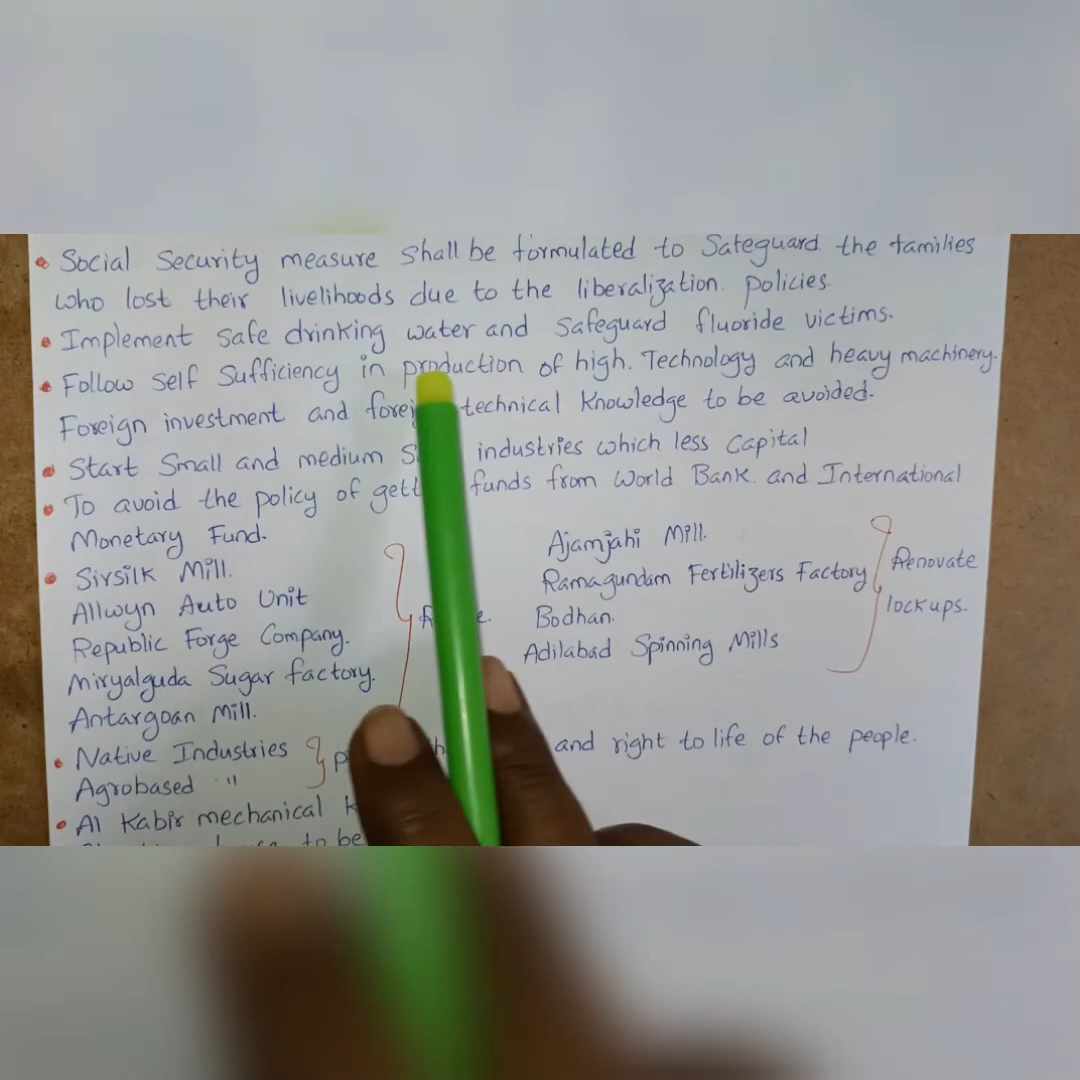 Social Security measure shall be formulated to Safeguard the families
who lost their livelihoods due to the liberalization. policies.
Implement safe drinking water and safeguard fluoride victims.
Follow self sufficiency in production of high. Technology and heavy machinery.
Foreign investment and technical Knowledge to be avoided.
Start Small and medium industries which less capital
To avoid the policy of funds from World Bank. and International
Monetary Fund.
Sirsilk Mill.
Allwyn Auto Unit
Republic Forge Company.
Miryalguda Sugar factory.
Antargoan Mill.
Ajamjahi Mill.
Ramagundam Fertilizers Factory
Bodhan.
Adilabad Spinning Mills
Renovate
lockups.
Native Industries
Agrobased "
and right to life of the people.
Al Kabir mechanical
to be